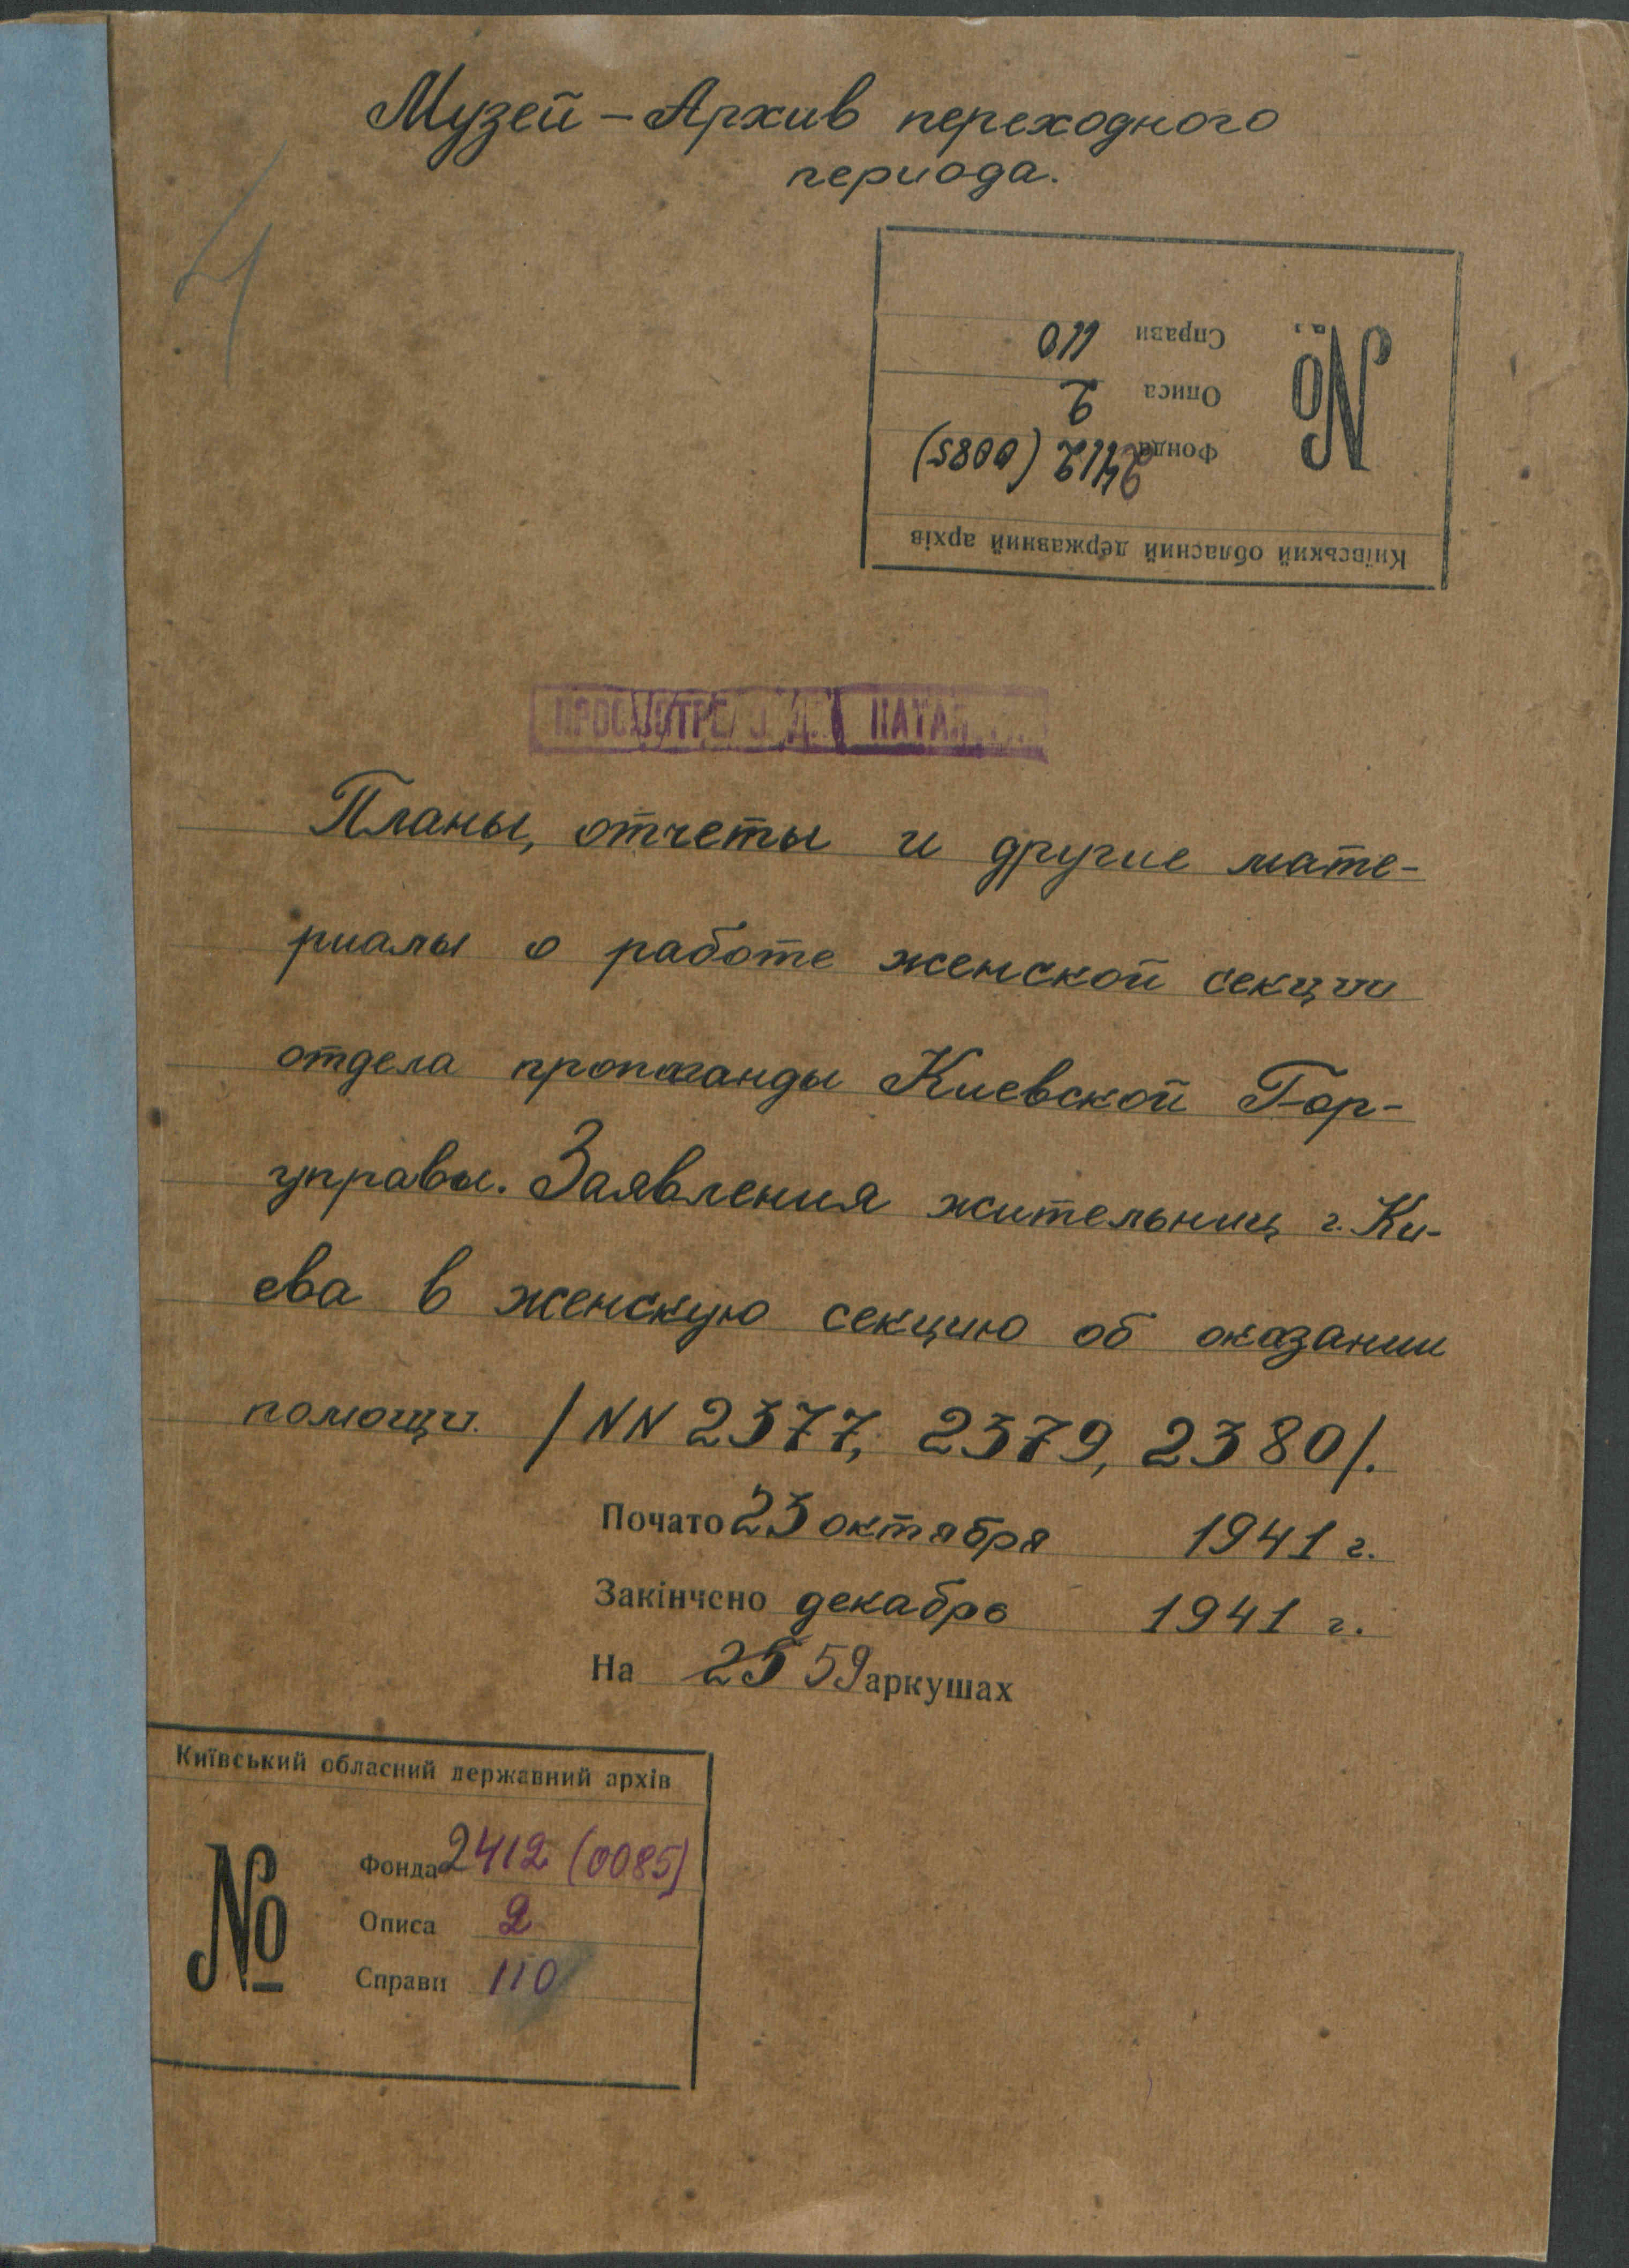 Музей – Архив переходного
периода.
4
Київський обласний державний архів
№
Фонда 2412 (0085)
Описа 2
Справи 110
Планы, отчеты и другие мате-
риалы о работе женской секции
отдела пропаганды Киевской Гор-
управы. Заявления жительниц г. Ки-
ева в женскую секцию об оказании
помощи. /NN 2377, 2379, 2380/.
Почато 23 октября 1941 г.
Закінчено декабрь 1941 г.
На 25 59 аркушах
Київський обласний державний архів
№
Фонда 2412 (0085)
Описа 2
Справи 110